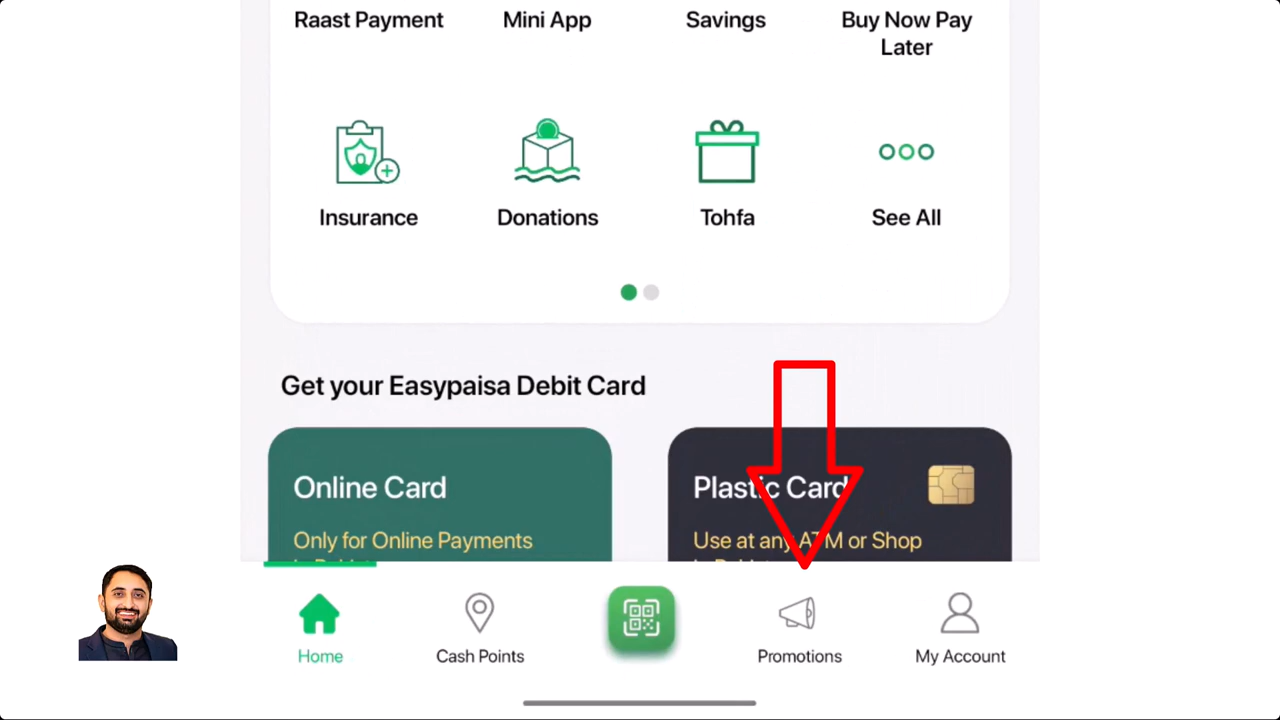 Raast Payment
Mini App
Savings
Buy Now Pay
Later
Insurance
Donations
Tohfa
See All
Get your Easypaisa Debit Card
Online Card
Only for Online Payments
Plastic Card
Use at any ATM or Shop
Home
Cash Points
Promotions
My Account